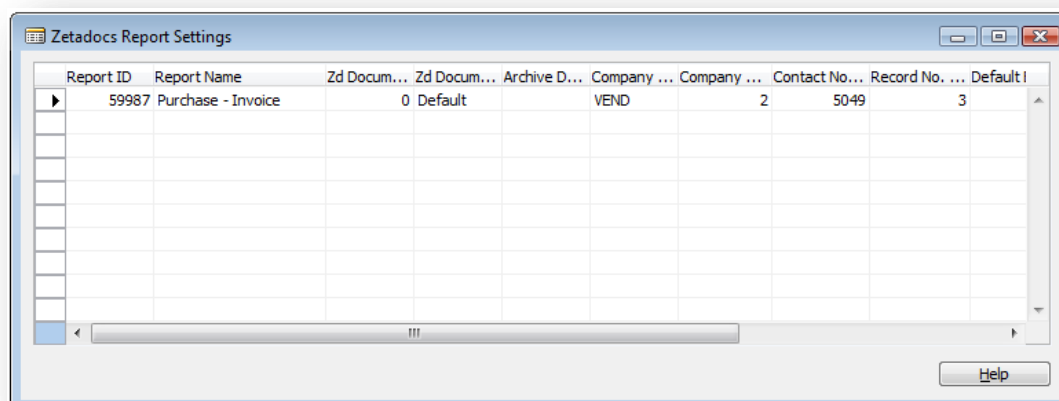 Zetadocs Report Settings
Report ID Report Name Zd Docum... Zd Docum... Archive D... Company ... Company ... Contact No... Record No. ... Default
59987 Purchase - Invoice 0 Default VEND 2 5049 3
Help